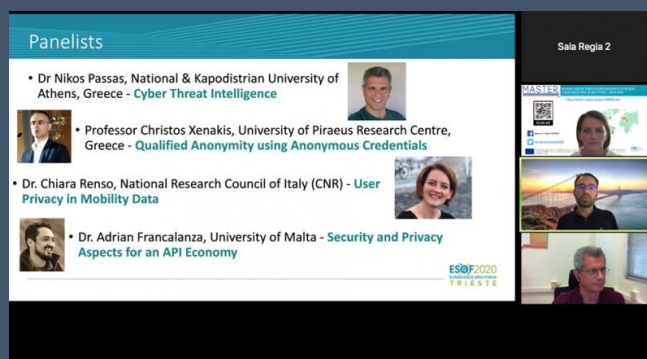 Panelists
• Dr Nikos Passas, National & Kapodistrian University of
Athens, Greece - Cyber Threat Intelligence
• Professor Christos Xenakis, University of Piraeus Research Centre,
Greece - Qualified Anonymity using Anonymous Credentials
• Dr. Chiara Renso, National Research Council of Italy (CNR) - User
Privacy in Mobility Data
• Dr. Adrian Francalanza, University of Malta - Security and Privacy
Aspects for an API Economy
ESOF2020
EUROSCIENCE OPEN FORUM
TRIESTE
Sala Regia 2
MASTER